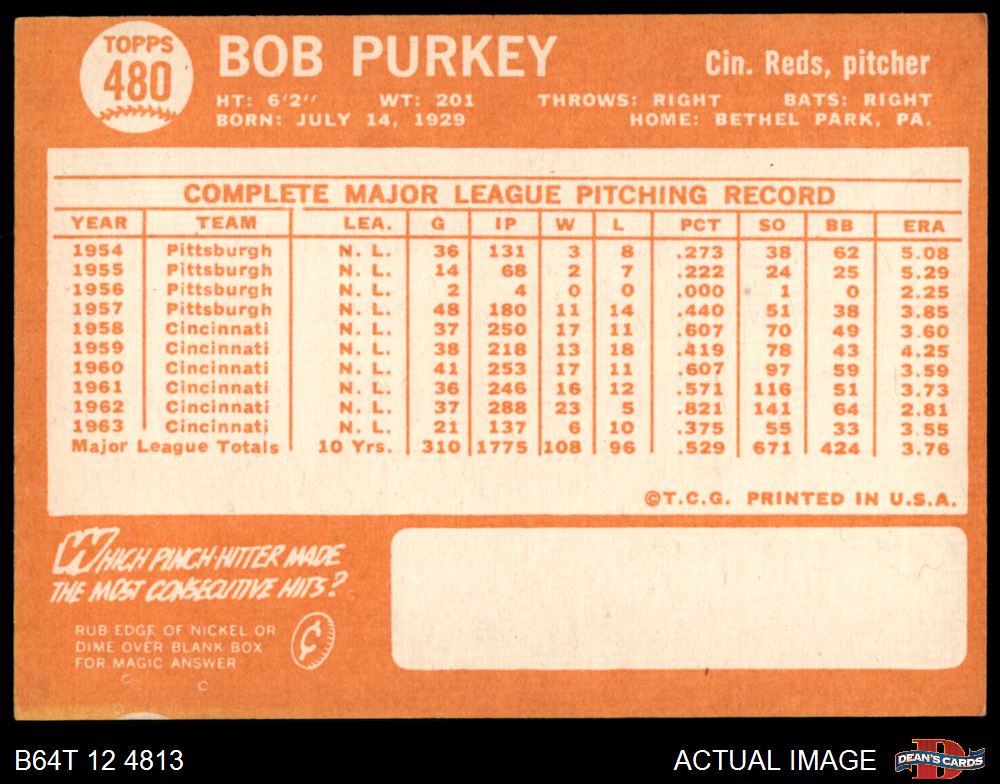 TOPPS
480
BOB PURKEY
Cin. Reds, pitcher
HT: 6'2" WT: 201 THROWS: RIGHT BATS: RIGHT
BORN: JULY 14, 1929 HOME: BETHEL PARK, PA.
COMPLETE MAJOR LEAGUE PITCHING RECORD
YEAR TEAM LEA. G IP W L PCT SO BB ERA
1954 Pittsburgh N. L. 36 131 3 8 .273 38 62 5.08
1955 Pittsburgh N. L. 14 68 2 7 .222 24 25 5.29
1956 Pittsburgh N. L. 2 4 0 0 .000 1 0 2.25
1957 Pittsburgh N. L. 48 180 11 14 .440 51 38 3.85
1958 Cincinnati N. L. 37 250 17 11 .607 70 49 3.60
1959 Cincinnati N. L. 38 218 13 18 .419 78 43 4.25
1960 Cincinnati N. L. 41 253 17 11 .607 97 59 3.59
1961 Cincinnati N. L. 36 246 16 12 .571 116 51 3.73
1962 Cincinnati N. L. 37 288 23 5 .821 141 64 2.81
1963 Cincinnati N. L. 21 137 6 10 .375 55 33 3.55
Major League Totals 10 Yrs. 310 1775 108 96 .529 671 424 3.76
©T.C.G. PRINTED IN U.S.A.
WHICH PINCH-HITTER MADE
THE MOST CONSECUTIVE HITS?
RUB EDGE OF NICKEL OR
DIME OVER BLANK BOX
FOR MAGIC ANSWER
¢
B64T 12 4813
ACTUAL IMAGE
D
DEAN'S CARDS